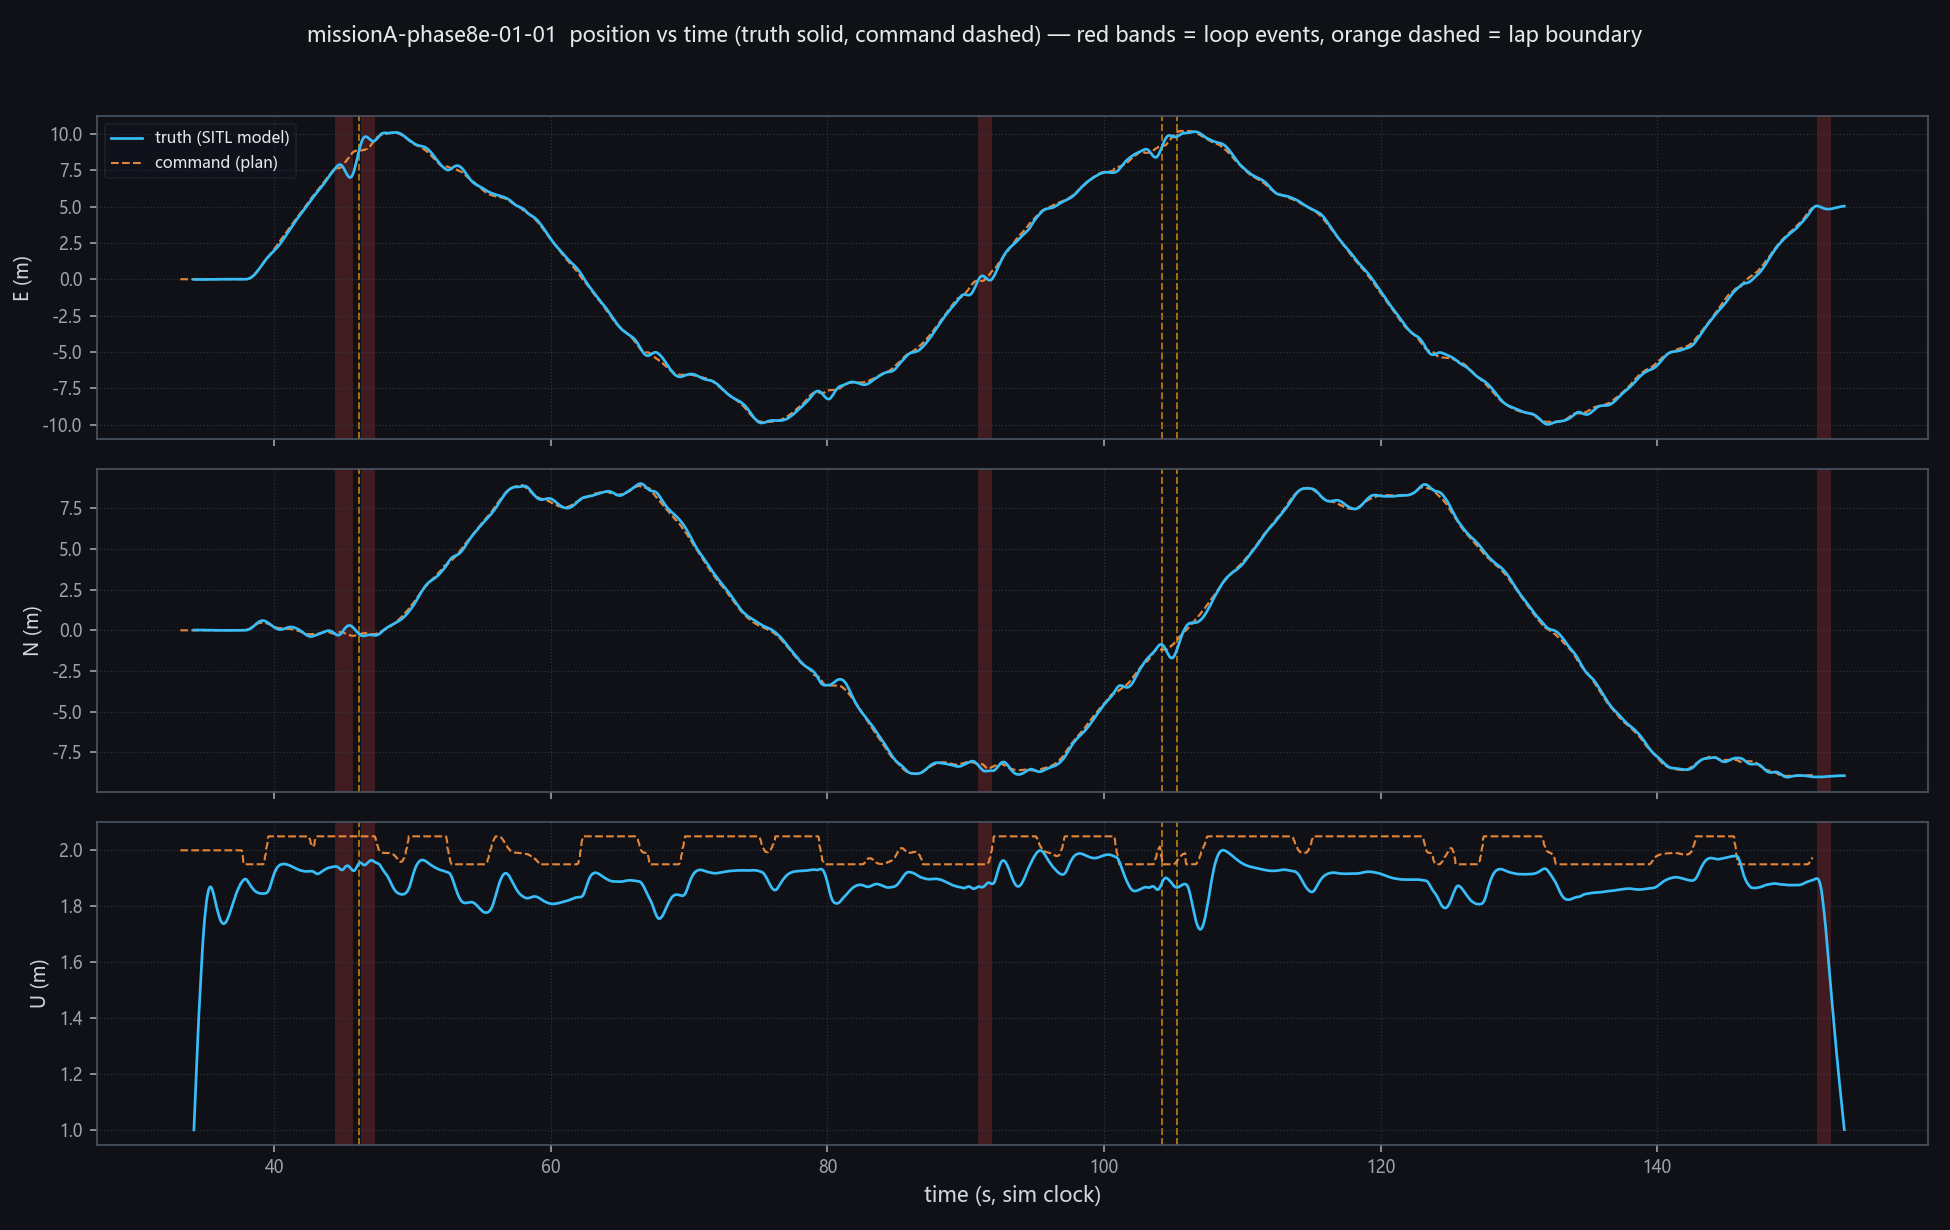 missionA-phase8e-01-01  position vs time (truth solid, command dashed) — red bands = loop events, orange dashed = lap boundary
truth (SITL model)
command (plan)
E (m)
10.0
7.5
5.0
2.5
0.0
-2.5
-5.0
-7.5
-10.0
N (m)
7.5
5.0
2.5
0.0
-2.5
-5.0
-7.5
U (m)
2.0
1.8
1.6
1.4
1.2
1.0
40 60 80 100 120 140
time (s, sim clock)